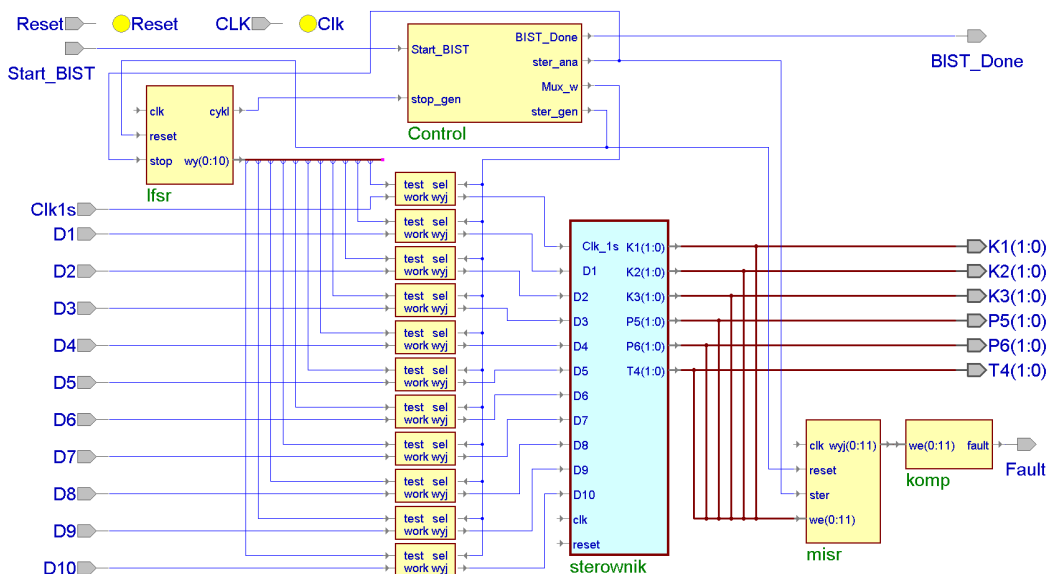 Reset Reset CLK Clk
Start_BIST
BIST_Done
Start_BIST BIST_Done
ster_ana
Mux_w
stop_gen ster_gen
Control
clk cykl
reset
stop wy(0:10)
lfsr
test sel
work wyj
Clk1s
test sel
work wyj
D1
test sel
work wyj
D2
test sel
work wyj
D3
test sel
work wyj
D4
test sel
work wyj
D5
test sel
work wyj
D6
test sel
work wyj
D7
test sel
work wyj
D8
test sel
work wyj
D9
test sel
work wyj
D10
Clk_1s K1(1:0)
D1 K2(1:0)
D2 K3(1:0)
D3 P5(1:0)
D4 P6(1:0)
D5 T4(1:0)
D6
D7
D8
D9
D10
clk
reset
sterownik
K1(1:0)
K2(1:0)
K3(1:0)
P5(1:0)
P6(1:0)
T4(1:0)
clk wyj(0:11)
reset
ster
we(0:11)
misr
we(0:11) fault
komp
Fault